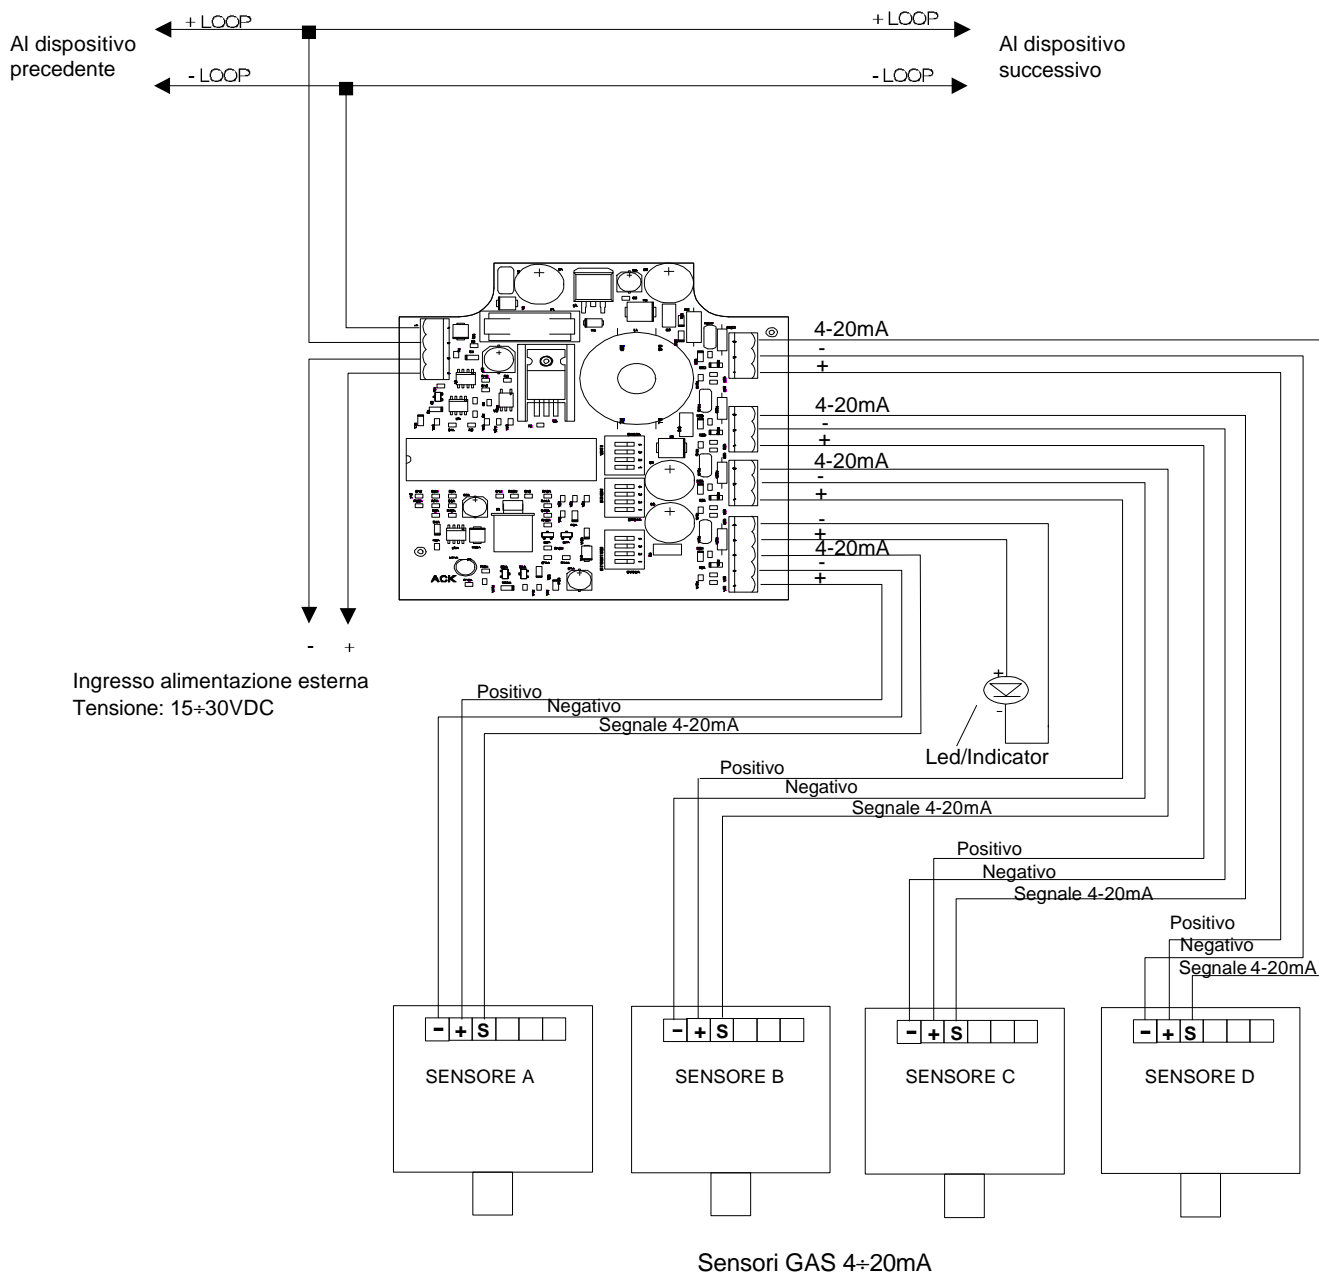 + LOOP
+ LOOP
Al dispositivo
precedente
Al dispositivo
successivo
- LOOP
- LOOP
4-20mA
-
+
4-20mA
-
+
4-20mA
-
+
-
+
4-20mA
-
+
ACK
- +
Ingresso alimentazione esterna
Tensione: 15÷30VDC
+
-
Led/Indicator
Positivo
Negativo
Segnale 4-20mA
Positivo
Negativo
Segnale 4-20mA
Positivo
Negativo
Segnale 4-20mA
Positivo
Negativo
Segnale 4-20mA
- + S
- + S
- + S
- + S
SENSORE A
SENSORE B
SENSORE C
SENSORE D
Sensori GAS 4÷20mA